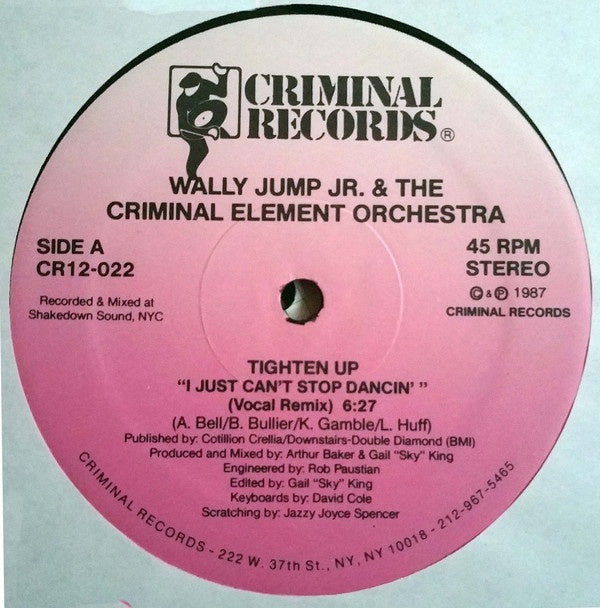 CRIMINAL
RECORDS®
WALLY JUMP JR. & THE
CRIMINAL ELEMENT ORCHESTRA
SIDE A
CR12-022
45 RPM
STEREO
Recorded & Mixed at
Shakedown Sound, NYC
© & ℗ 1987
CRIMINAL RECORDS
TIGHTEN UP
“I JUST CAN'T STOP DANCIN' ”
(Vocal Remix) 6:27
(A. Bell/B. Bullier/K. Gamble/L. Huff)
Published by: Cotillion Crellia/Downstairs-Double Diamond (BMI)
Produced and Mixed by: Arthur Baker & Gail “Sky” King
Engineered by: Rob Paustian
Edited by: Gail “Sky” King
Keyboards by: David Cole
Scratching by: Jazzy Joyce Spencer
CRIMINAL RECORDS - 222 W. 37th St., NY, NY 10018 - 212-967-5465